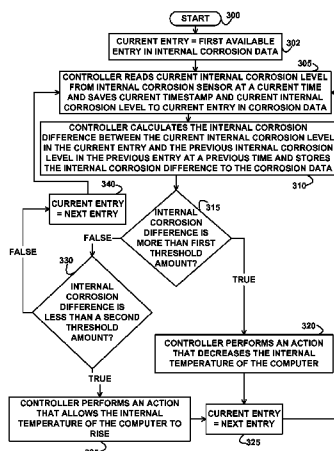 START
300
CURRENT ENTRY = FIRST AVAILABLE
ENTRY IN INTERNAL CORROSION DATA
302
305
CONTROLLER READS CURRENT INTERNAL CORROSION LEVEL
FROM INTERNAL CORROSION SENSOR AT A CURRENT TIME
AND SAVES CURRENT TIMESTAMP AND CURRENT INTERNAL
CORROSION LEVEL TO CURRENT ENTRY IN CORROSION DATA
CONTROLLER CALCULATES THE INTERNAL CORROSION
DIFFERENCE BETWEEN THE CURRENT INTERNAL CORROSION LEVEL
IN THE CURRENT ENTRY AND THE PREVIOUS INTERNAL CORROSION
LEVEL IN THE PREVIOUS ENTRY AT A PREVIOUS TIME AND STORES
THE INTERNAL DIFFERENCE TO THE CORROSION DATA
310
340
CURRENT ENTRY
= NEXT ENTRY
315
INTERNAL
CORROSION
DIFFERENCE IS
MORE THAN FIRST
THRESHOLD
AMOUNT?
FALSE
FALSE
330
INTERNAL
CORROSION
DIFFERENCE IS
LESS THAN A SECOND
THRESHOLD
AMOUNT?
TRUE
320
CONTROLLER PERFORMS AN ACTION
THAT DECREASES THE INTERNAL
TEMPERATURE OF THE COMPUTER
TRUE
CONTROLLER PERFORMS AN ACTION
THAT ALLOWS THE INTERNAL
TEMPERATURE OF THE COMPUTER TO
RISE
CURRENT ENTRY
= NEXT ENTRY
325